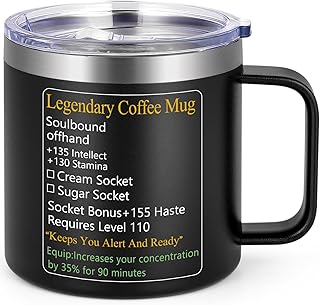 Legendary Coffee Mug
Soulbound
offhand
+135 Intellect
+130 Stamina
Cream Socket
Sugar Socket
Socket Bonus+155 Haste
Requires Level 110
"Keeps You Alert And Ready"
Equip:Increases your concentration
by 35% for 90 minutes